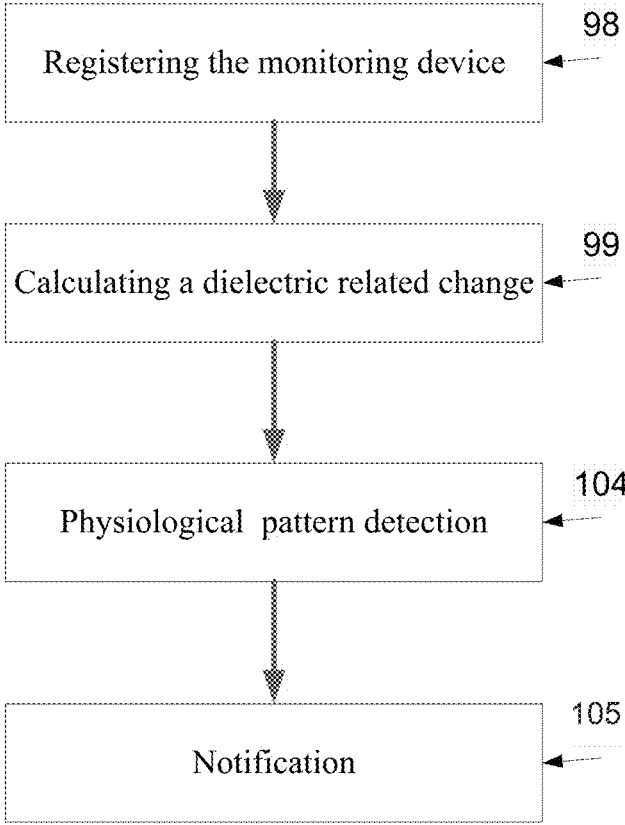 98
Registering the monitoring device
99
Calculating a dielectric related change
104
Physiological pattern detection
105
Notification